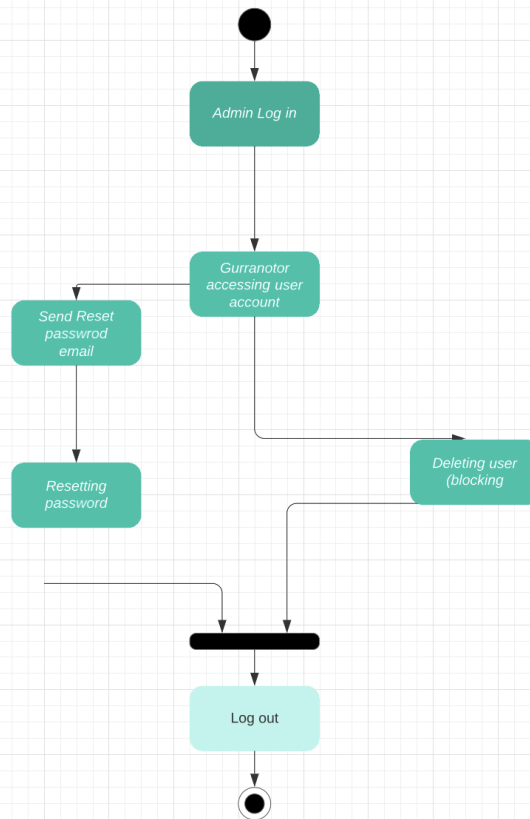 Admin Log in
Gurranotor
accessing user
account
Send Reset
passwrod
email
Deleting user
(blocking
Resetting
password
Log out